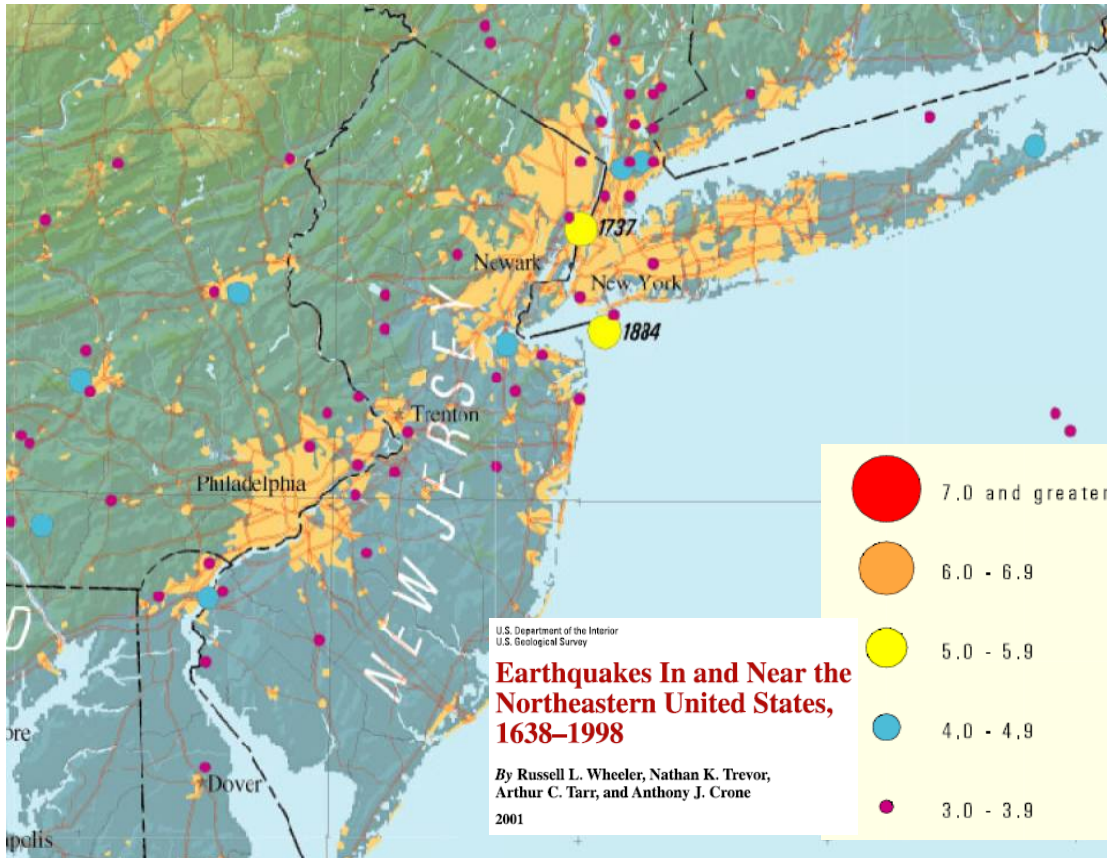 1737
Newark
New York
1884
NEW JERSEY
Trenton
Philadelphia
Dover
7.0 and greater
6.0 - 6.9
5.0 - 5.9
4.0 - 4.9
3.0 - 3.9
U.S. Department of the Interior
U.S. Geological Survey
Earthquakes In and Near the
Northeastern United States,
1638–1998
By Russell L. Wheeler, Nathan K. Trevor,
Arthur C. Tarr, and Anthony J. Crone
2001
ore
apolis